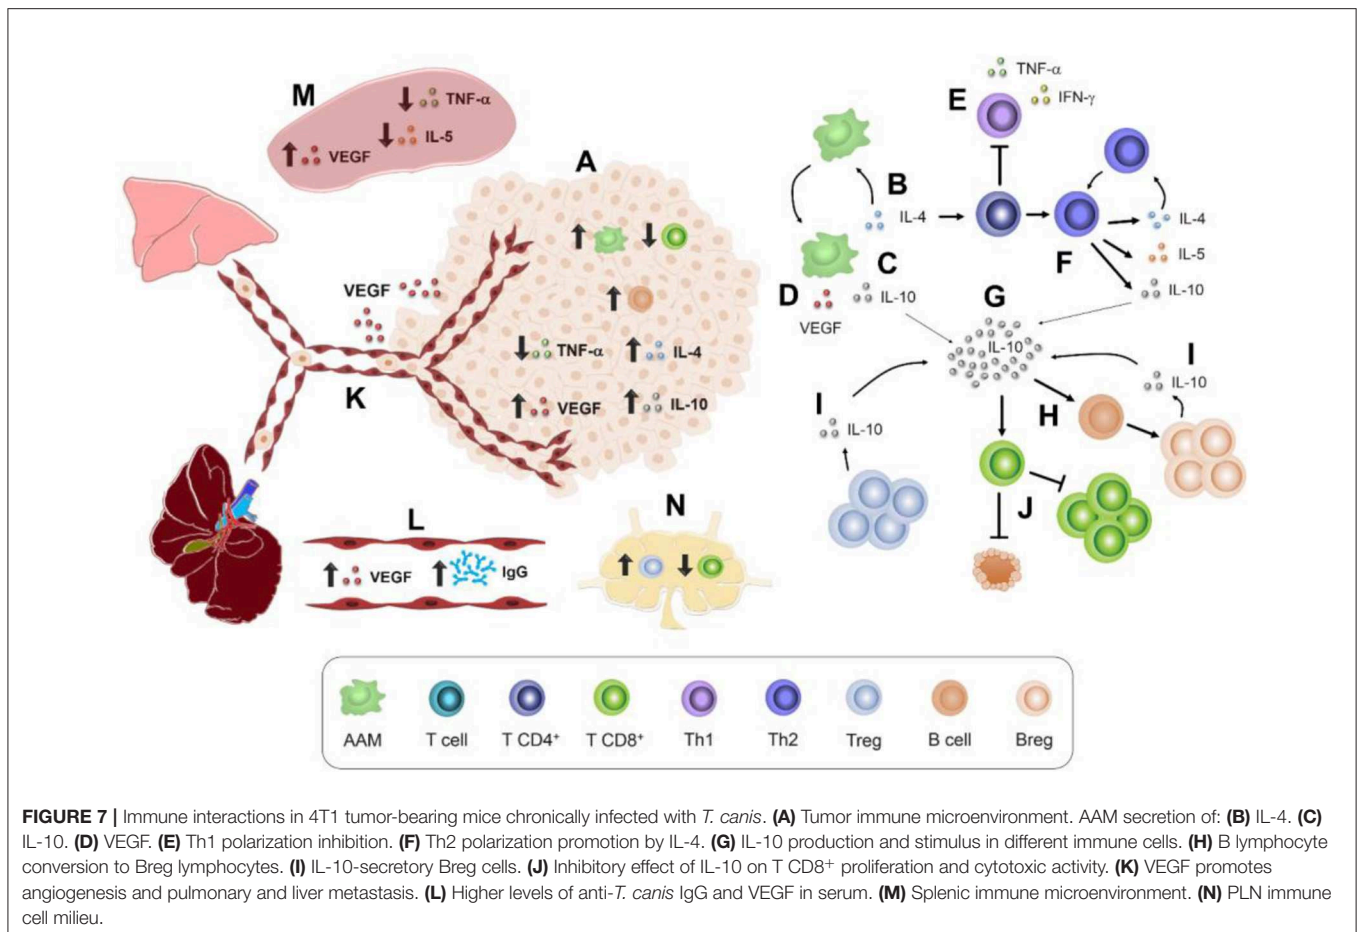 M
TNF-α
IL-5
VEGF
A
VEGF
TNF-α
IL-4
VEGF
IL-10
K
L
VEGF
IgG
N
TNF-α
E
IFN-γ
B
IL-4
IL-4
IL-5
F
C
D
IL-10
IL-10
VEGF
G
IL-10
I
IL-10
I
IL-10
H
J
AAM
T cell
T CD4⁺
T CD8⁺
Th1
Th2
Treg
B cell
Breg
FIGURE 7 | Immune interactions in 4T1 tumor-bearing mice chronically infected with T. canis. (A) Tumor immune microenvironment. AAM secretion of: (B) IL-4. (C)
IL-10. (D) VEGF. (E) Th1 polarization inhibition. (F) Th2 polarization promotion by IL-4. (G) IL-10 production and stimulus in different immune cells. (H) B lymphocyte
conversion to Breg lymphocytes. (I) IL-10-secretory Breg cells. (J) Inhibitory effect of IL-10 on T CD8⁺ proliferation and cytotoxic activity. (K) VEGF promotes
angiogenesis and pulmonary and liver metastasis. (L) Higher levels of anti-T. canis IgG and VEGF in serum. (M) Splenic immune microenvironment. (N) PLN immune
cell milieu.